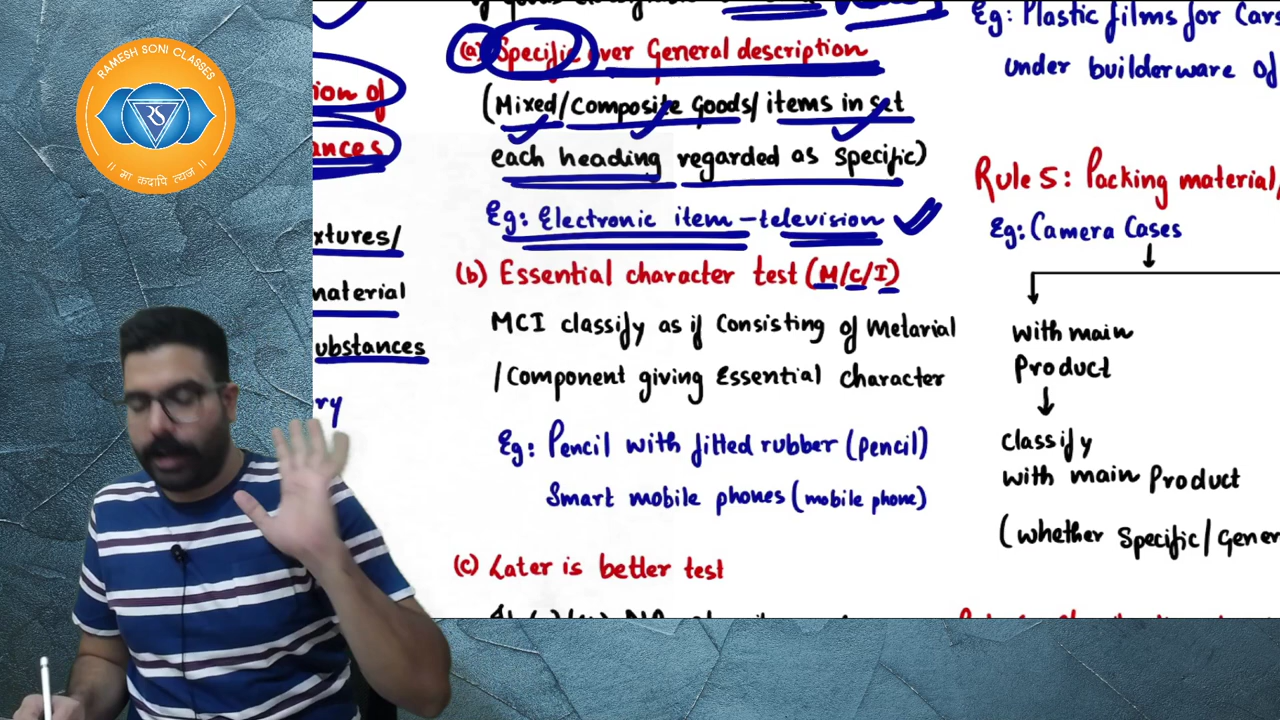 RAMESH SONI CLASSES
॥ मा कदापि त्यज ॥
ion of
ances
xtures/
material
ubstances
ry
(a) Specific over General description
(Mixed/Composite Goods/items in set
each heading regarded as specific)
Eg: Electronic item - television
(b) Essential character test (M/C/I)
MCI classify as if Consisting of metarial
/Component giving Essential character
Eg: Pencil with fitted rubber (pencil)
Smart mobile phones (mobile phone)
(c) Later is better test
Eg: Plastic films for Cars
under builderware of
Rule 5: Packing material/
Eg: Camera Cases
with main
Product
Classify
with main Product
(whether Specific/Gener